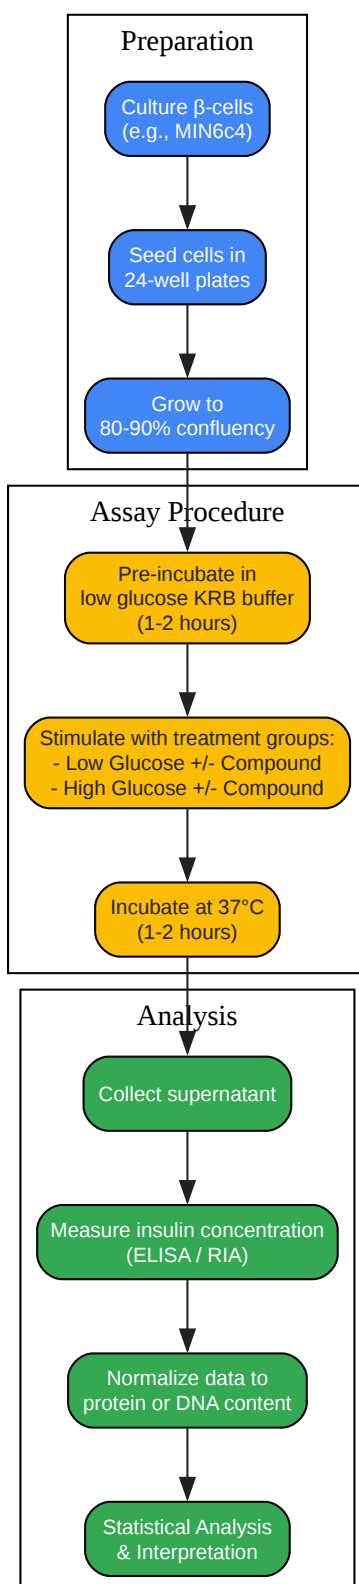 Preparation
Culture β-cells
(e.g., MIN6c4)
Seed cells in
24-well plates
Grow to
80-90% confluency
Assay Procedure
Pre-incubate in
low glucose KRB buffer
(1-2 hours)
Stimulate with treatment groups:
- Low Glucose +/- Compound
- High Glucose +/- Compound
Incubate at 37°C
(1-2 hours)
Analysis
Collect supernatant
Measure insulin concentration
(ELISA / RIA)
Normalize data to
protein or DNA content
Statistical Analysis
& Interpretation